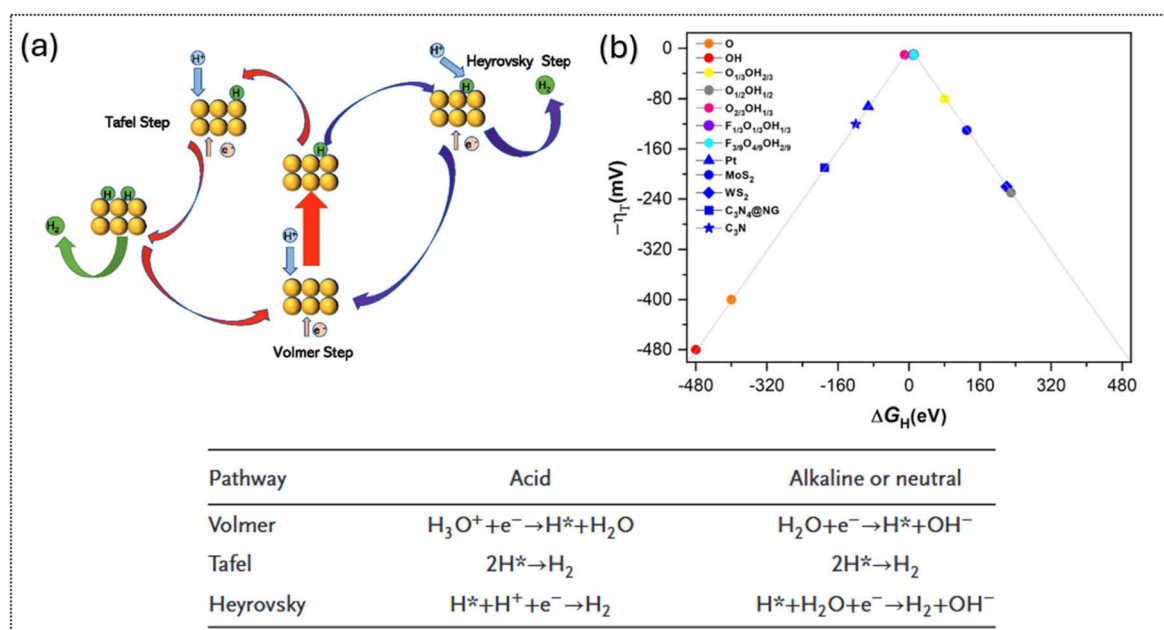 (a)
H⁺
Heyrovsky Step
H
H₂
e⁻
H⁺
H
Tafel Step
e⁻
H
H H
H₂
H⁺
e⁻
Volmer Step
(b)
O
OH
O₁/₃OH₂/₃
O₁/₂OH₁/₂
O₂/₃OH₁/₃
F₁/₃O₁/₃OH₁/₃
F₃/₉O₄/₉OH₂/₉
Pt
MoS₂
WS₂
C₃N₄@NG
C₃N
0
-80
-160
-240
-320
-400
-480
−η_T(mV)
-480 -320 -160 0 160 320 480
ΔG_H(eV)
Pathway Acid Alkaline or neutral
Volmer H₃O⁺+e⁻→H*+H₂O H₂O+e⁻→H*+OH⁻
Tafel 2H*→H₂ 2H*→H₂
Heyrovsky H*+H⁺+e⁻→H₂ H*+H₂O+e⁻→H₂+OH⁻